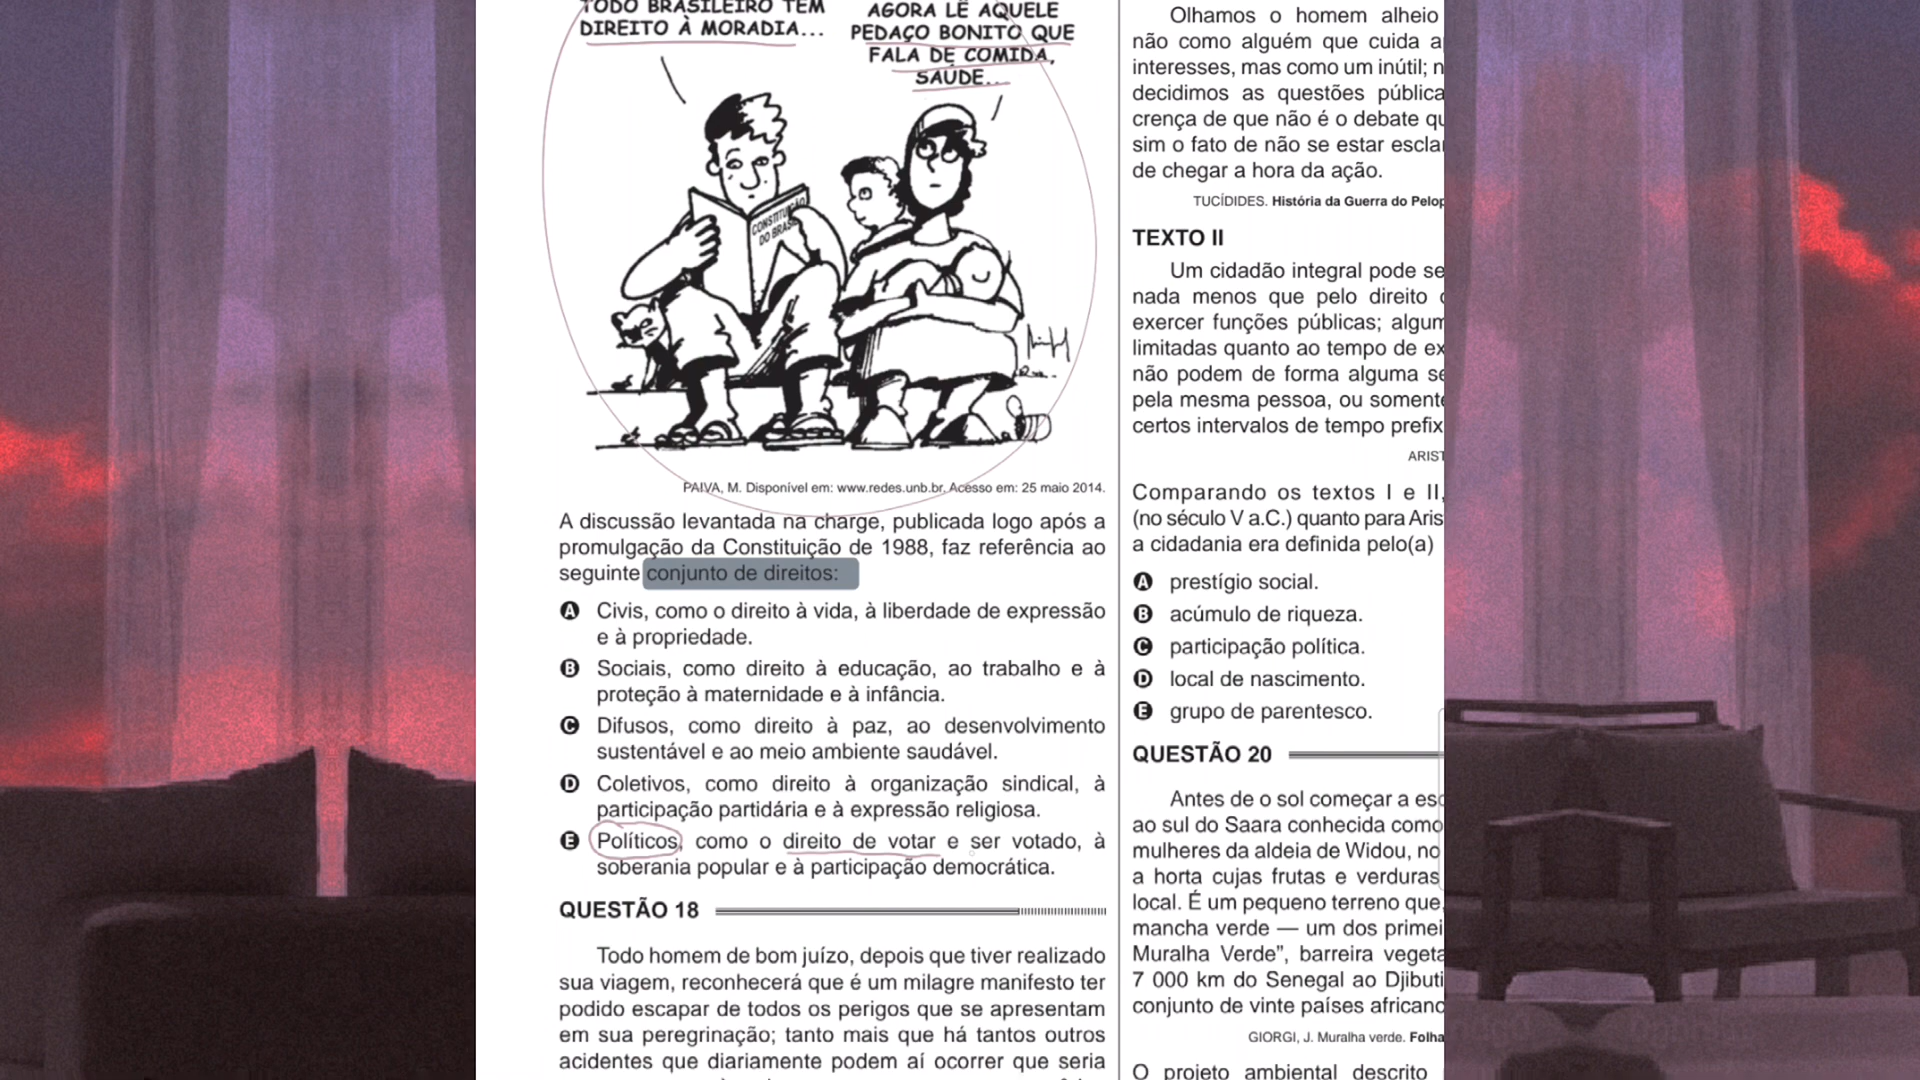 TODO BRASILEIRO TEM
DIREITO À MORADIA...
AGORA LÊ AQUELE
PEDAÇO BONITO QUE
FALA DE COMIDA,
SAÚDE...
CONSTITUIÇÃO
DO BRASIL
PAIVA, M. Disponível em: www.redes.unb.br. Acesso em: 25 maio 2014.
A discussão levantada na charge, publicada logo após a
promulgação da Constituição de 1988, faz referência ao
seguinte conjunto de direitos:
A Civis, como o direito à vida, à liberdade de expressão
e à propriedade.
B Sociais, como direito à educação, ao trabalho e à
proteção à maternidade e à infância.
C Difusos, como direito à paz, ao desenvolvimento
sustentável e ao meio ambiente saudável.
D Coletivos, como direito à organização sindical, à
participação partidária e à expressão religiosa.
E Políticos, como o direito de votar e ser votado, à
soberania popular e à participação democrática.
QUESTÃO 18
Todo homem de bom juízo, depois que tiver realizado
sua viagem, reconhecerá que é um milagre manifesto ter
podido escapar de todos os perigos que se apresentam
em sua peregrinação; tanto mais que há tantos outros
acidentes que diariamente podem aí ocorrer que seria
Olhamos o homem alheio
não como alguém que cuida a
interesses, mas como um inútil; n
decidimos as questões pública
crença de que não é o debate qu
sim o fato de não se estar escla
de chegar a hora da ação.
TUCÍDIDES. História da Guerra do Pelop
TEXTO II
Um cidadão integral pode se
nada menos que pelo direito
exercer funções públicas; algum
limitadas quanto ao tempo de ex
não podem de forma alguma se
pela mesma pessoa, ou somente
certos intervalos de tempo prefix
ARIST
Comparando os textos I e II,
(no século V a.C.) quanto para Aris
a cidadania era definida pelo(a)
A prestígio social.
B acúmulo de riqueza.
C participação política.
D local de nascimento.
E grupo de parentesco.
QUESTÃO 20
Antes de o sol começar a esc
ao sul do Saara conhecida como
mulheres da aldeia de Widou, no
a horta cujas frutas e verduras
local. É um pequeno terreno que,
mancha verde — um dos primei
Muralha Verde”, barreira vegeta
7 000 km do Senegal ao Djibuti
conjunto de vinte países africano
GIORGI, J. Muralha verde. Folha
O projeto ambiental descrito